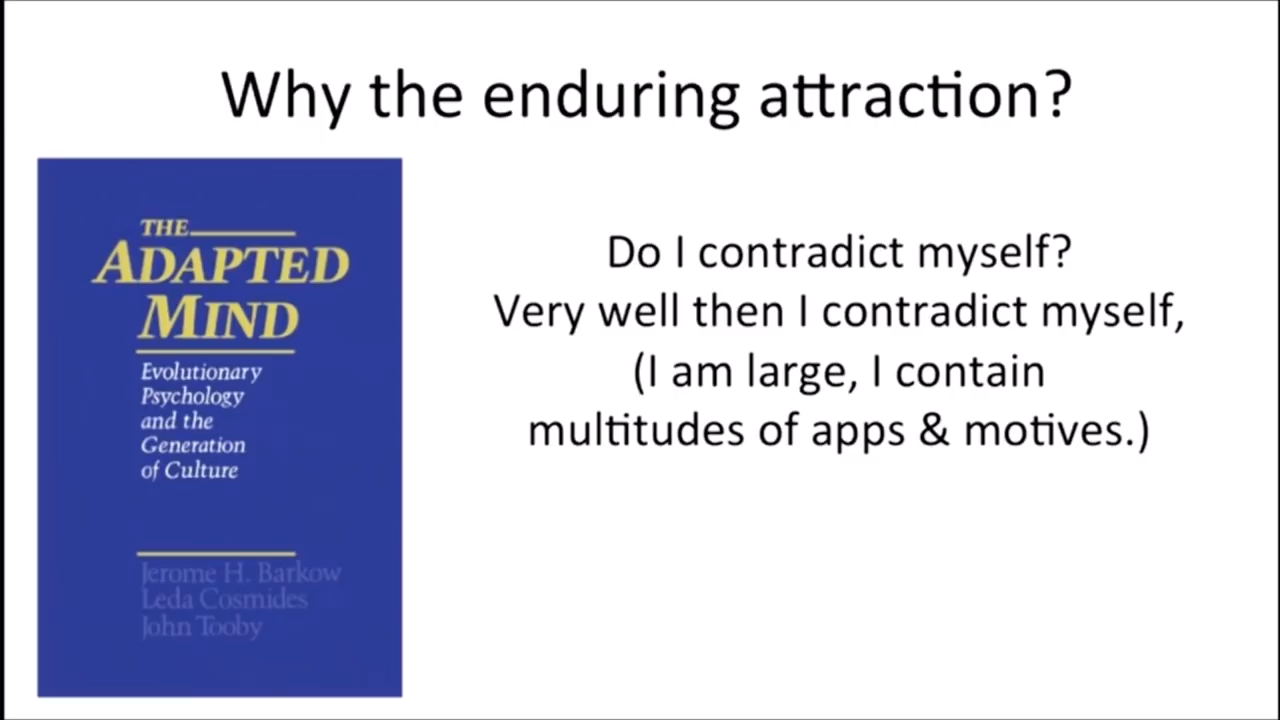 Why the enduring attraction?
THE
ADAPTED
MIND
Evolutionary
Psychology
and the
Generation
of Culture
Jerome H. Barkow
Leda Cosmides
John Tooby
Do I contradict myself?
Very well then I contradict myself,
(I am large, I contain
multitudes of apps & motives.)